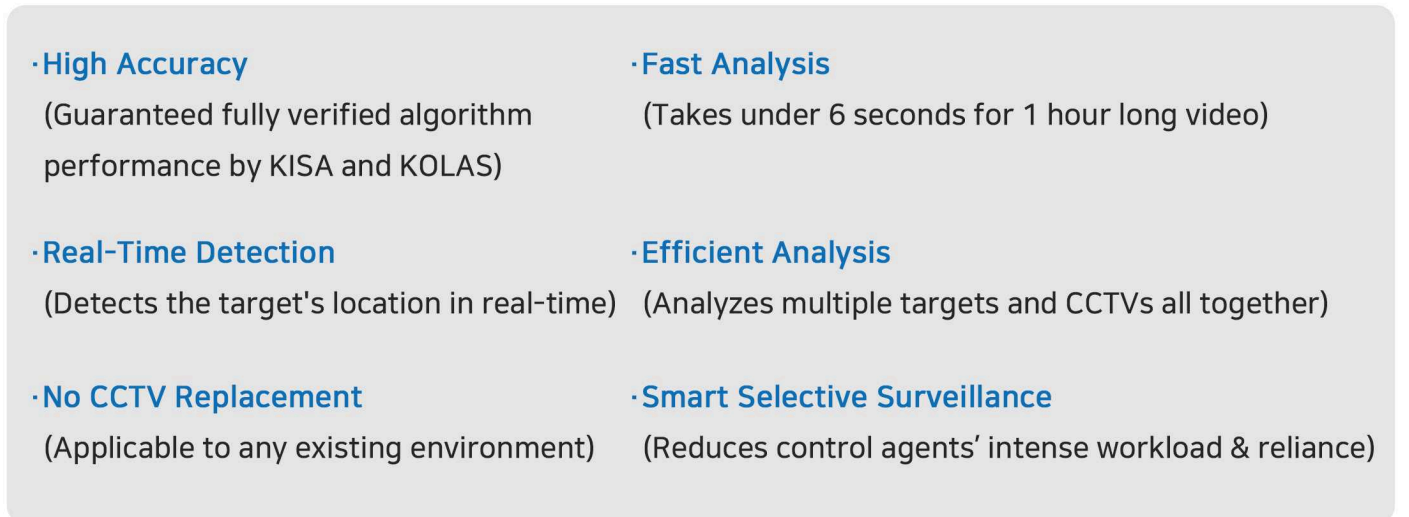 ·High Accuracy
(Guaranteed fully verified algorithm
performance by KISA and KOLAS)
·Fast Analysis
(Takes under 6 seconds for 1 hour long video)
·Real-Time Detection
(Detects the target's location in real-time)
·Efficient Analysis
(Analyzes multiple targets and CCTVs all together)
·No CCTV Replacement
(Applicable to any existing environment)
·Smart Selective Surveillance
(Reduces control agents’ intense workload & reliance)